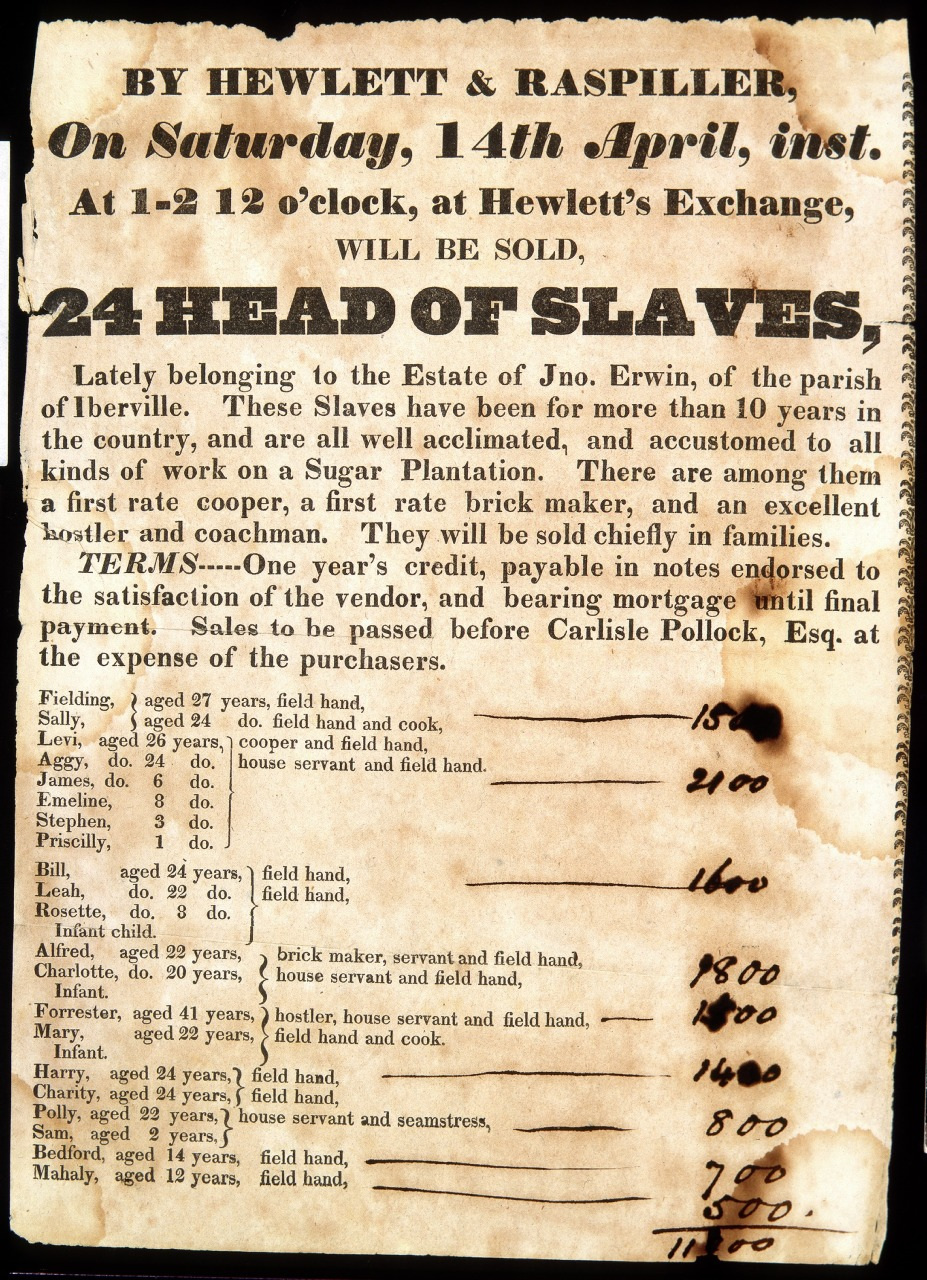 BY HEWLETT & RASPILLER,
On Saturday, 14th April, inst.
At 1-2 12 o'clock, at Hewlett's Exchange,
WILL BE SOLD,
24 HEAD OF SLAVES,
Lately belonging to the Estate of Jno. Erwin, of the parish
of Iberville. These Slaves have been for more than 10 years in
the country, and are all well acclimated, and accustomed to all
kinds of work on a Sugar Plantation. There are among them
a first rate cooper, a first rate brick maker, and an excellent
hostler and coachman. They will be sold chiefly in families.
TERMS-----One year's credit, payable in notes endorsed to
the satisfaction of the vendor, and bearing mortgage until final
payment. Sales to be passed before Carlisle Pollock, Esq. at
the expense of the purchasers.
Fielding, } aged 27 years, field hand,
Sally, } aged 24 do. field hand and cook,
Levi, aged 26 years, cooper and field hand,
Aggy, do. 24 do. house servant and field hand.
James, do. 6 do. 2100
Emeline, 8 do.
Stephen, 3 do.
Priscilly, 1 do.
Bill, aged 24 years, field hand, 1600
Leah, do. 22 do. field hand,
Rosette, do. 3 do.
Infant child.
Alfred, aged 22 years, brick maker, servant and field hand,
Charlotte, do. 20 years, house servant and field hand, 1800
Infant.
Forrester, aged 41 years, hostler, house servant and field hand,
Mary, aged 22 years, field hand and cook.
Infant.
Harry, aged 24 years, } field hand,
Charity, aged 24 years, } field hand,
Polly, aged 22 years, } house servant and seamstress, 800
Sam, aged 2 years, }
Bedford, aged 14 years, field hand, 700
Mahaly, aged 12 years, field hand, 500.